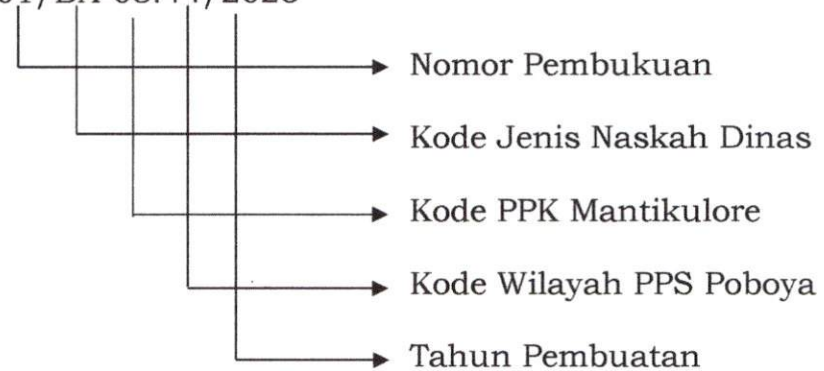 Nomor Pembukuan
Kode Jenis Naskah Dinas
Kode PPK Mantikulore
Kode Wilayah PPS Poboya
Tahun Pembuatan